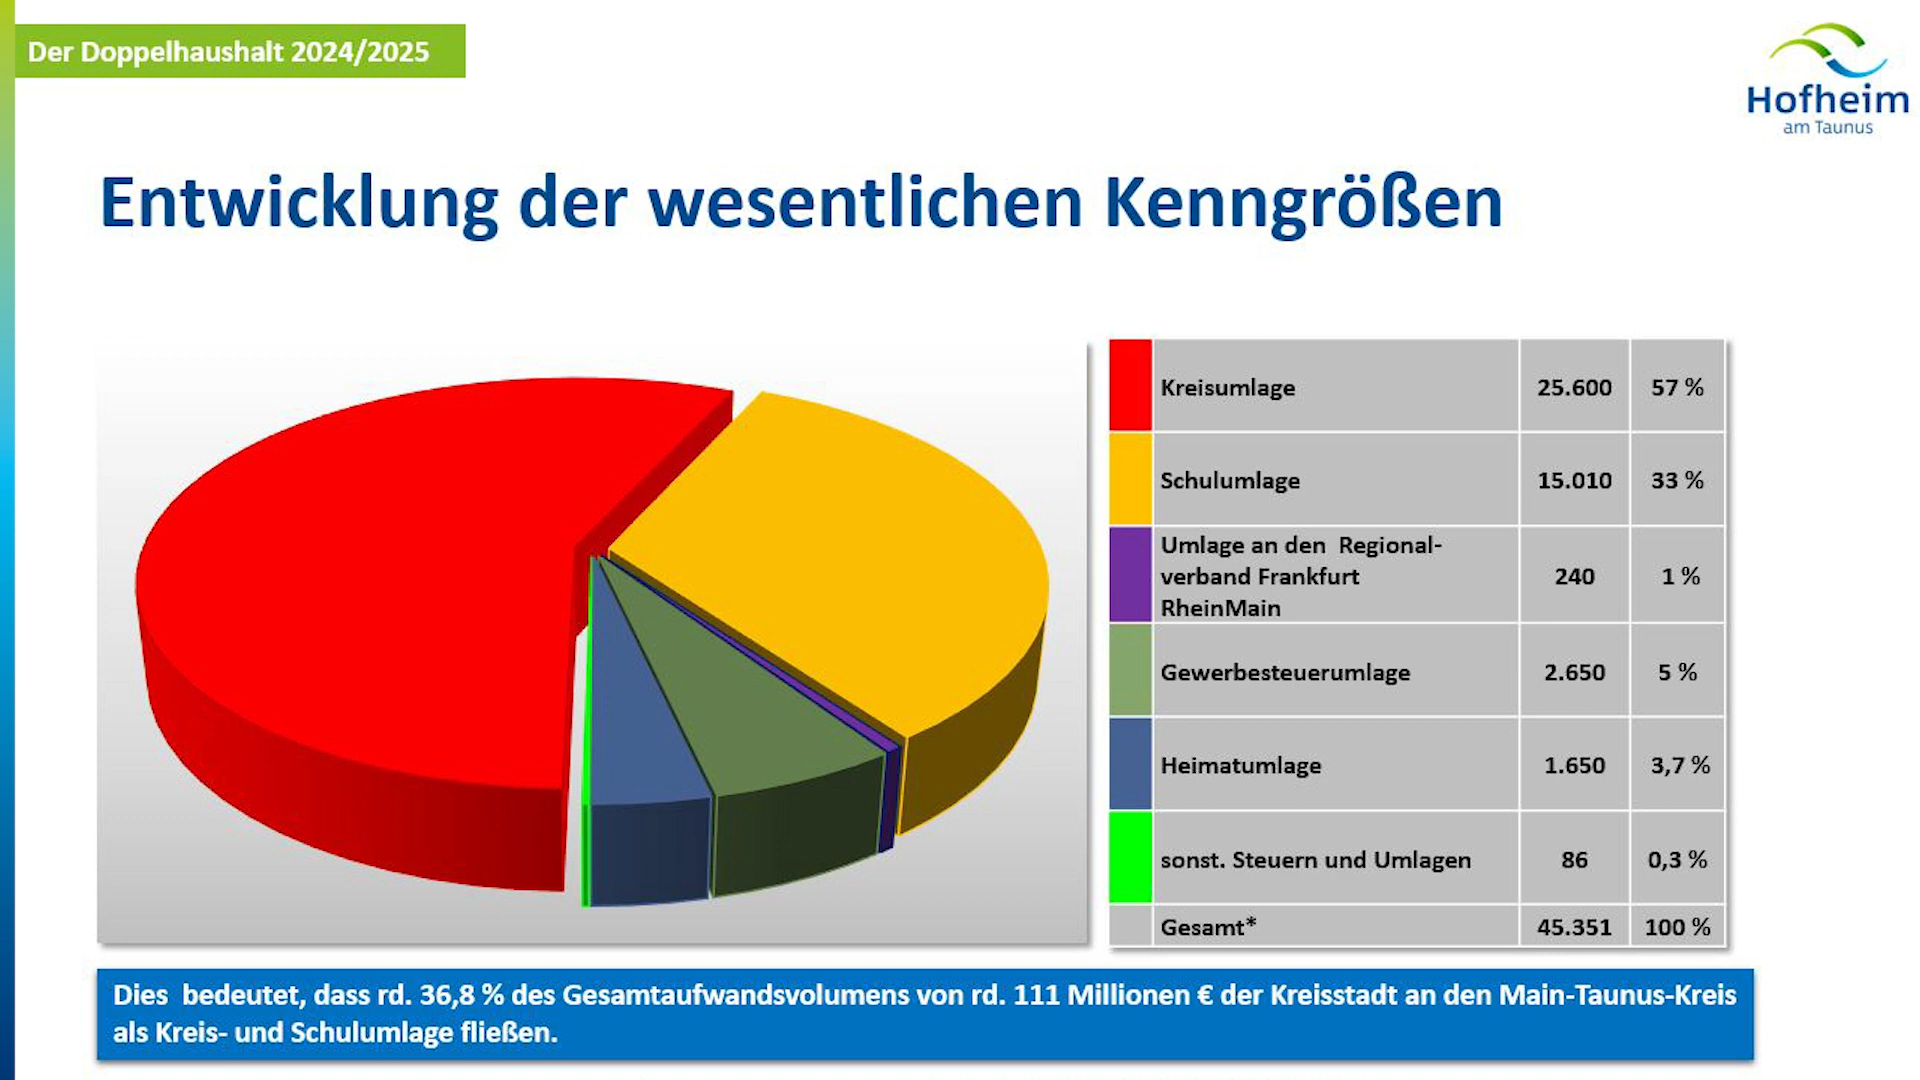 Der Doppelhaushalt 2024/2025
Hofheim
am Taunus
Entwicklung der wesentlichen Kenngrößen
Kreisumlage 25.600 57 %
Schulumlage 15.010 33 %
Umlage an den Regional-
verband Frankfurt
RheinMain
240 1 %
Gewerbesteuerumlage 2.650 5 %
Heimatumlage 1.650 3,7 %
sonst. Steuern und Umlagen 86 0,3 %
Gesamt* 45.351 100 %
Dies bedeutet, dass rd. 36,8 % des Gesamtaufwandsvolumens von rd. 111 Millionen € der Kreisstadt an den Main-Taunus-Kreis
als Kreis- und Schulumlage fließen.